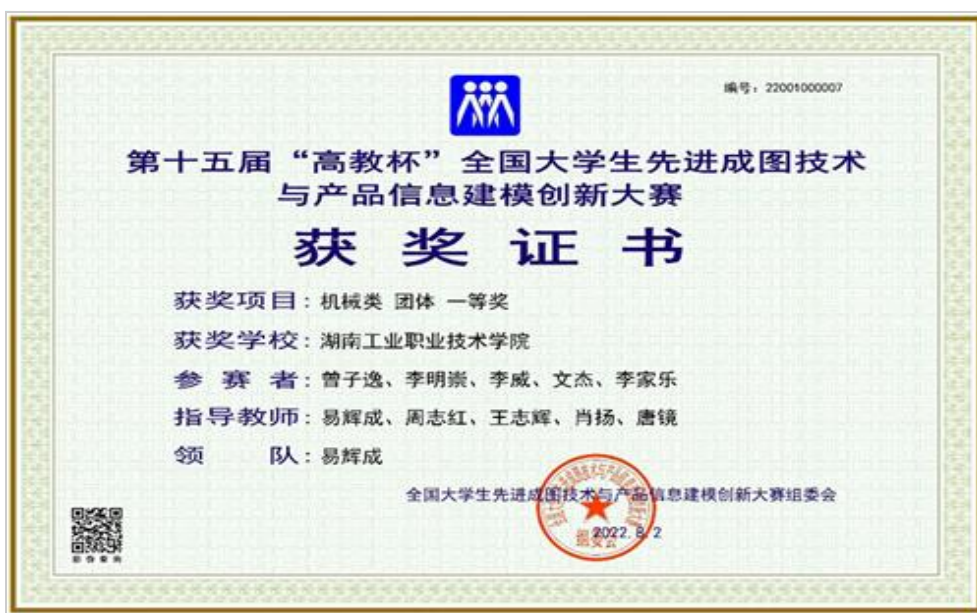 编号：22001000007
第十五届“高教杯”全国大学生先进成图技术
与产品信息建模创新大赛
获奖证书
获奖项目：机械类 团体 一等奖
获奖学校：湖南工业职业技术学院
参赛者：曾子逸、李明崇、李威、文杰、李家乐
指导教师：易辉成、周志红、王志辉、肖扬、唐镜
领队：易辉成
全国大学生先进成图技术与产品信息建模创新大赛组委会
2022.8.2
组委会